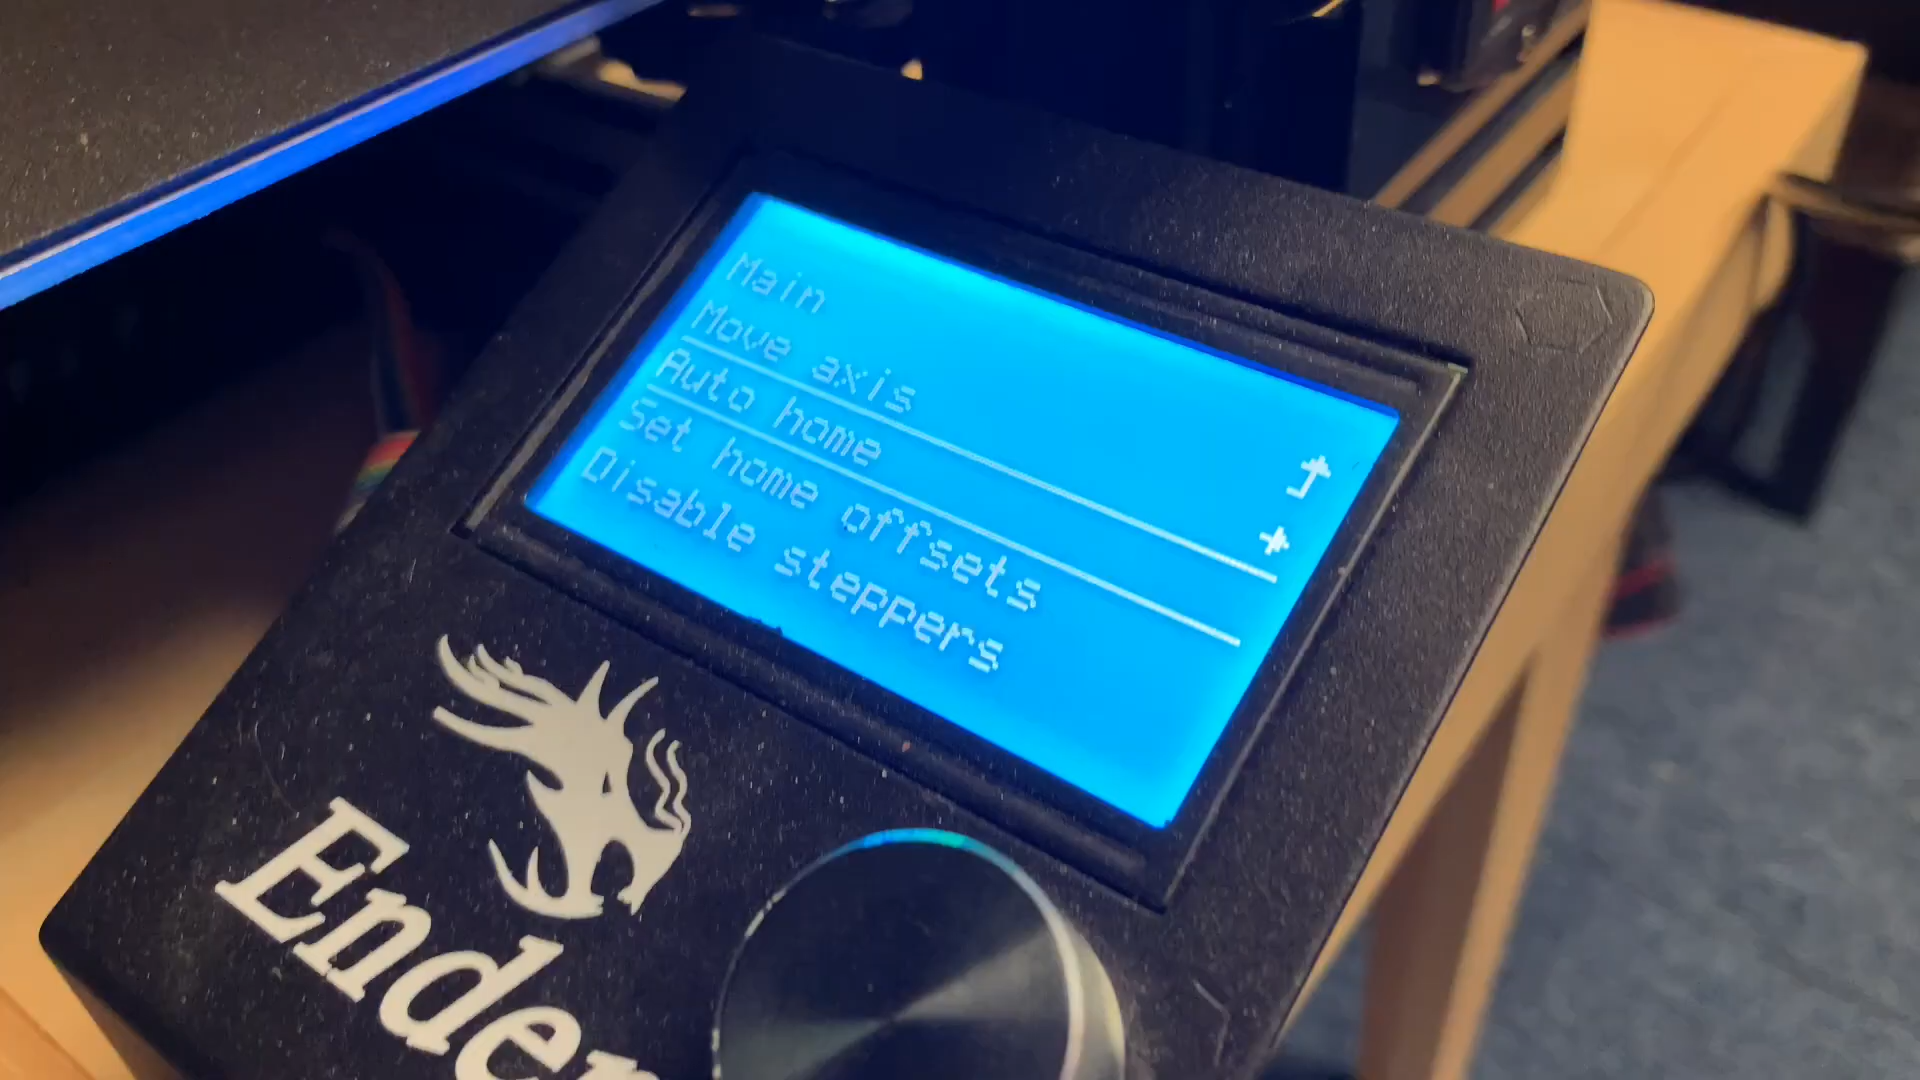 Main
Move axis
Auto home
Set home offsets
Disable steppers
Ender